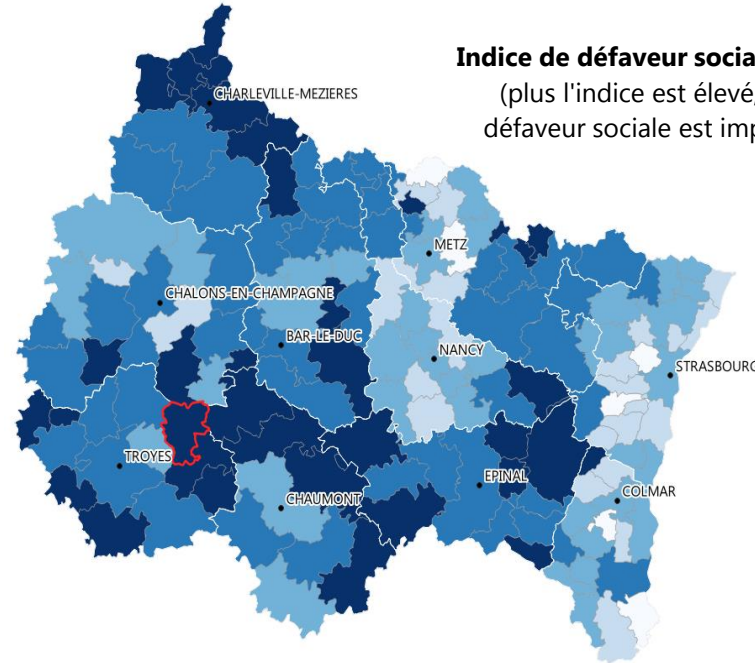 Indice de défaveur socia
(plus l'indice est élevé,
défaveur sociale est imp
CHARLEVILLE-MEZIERES
METZ
CHALONS-EN-CHAMPAGNE
BAR-LE-DUC
NANCY
STRASBOURG
TROYES
EPINAL
CHAUMONT
COLMAR